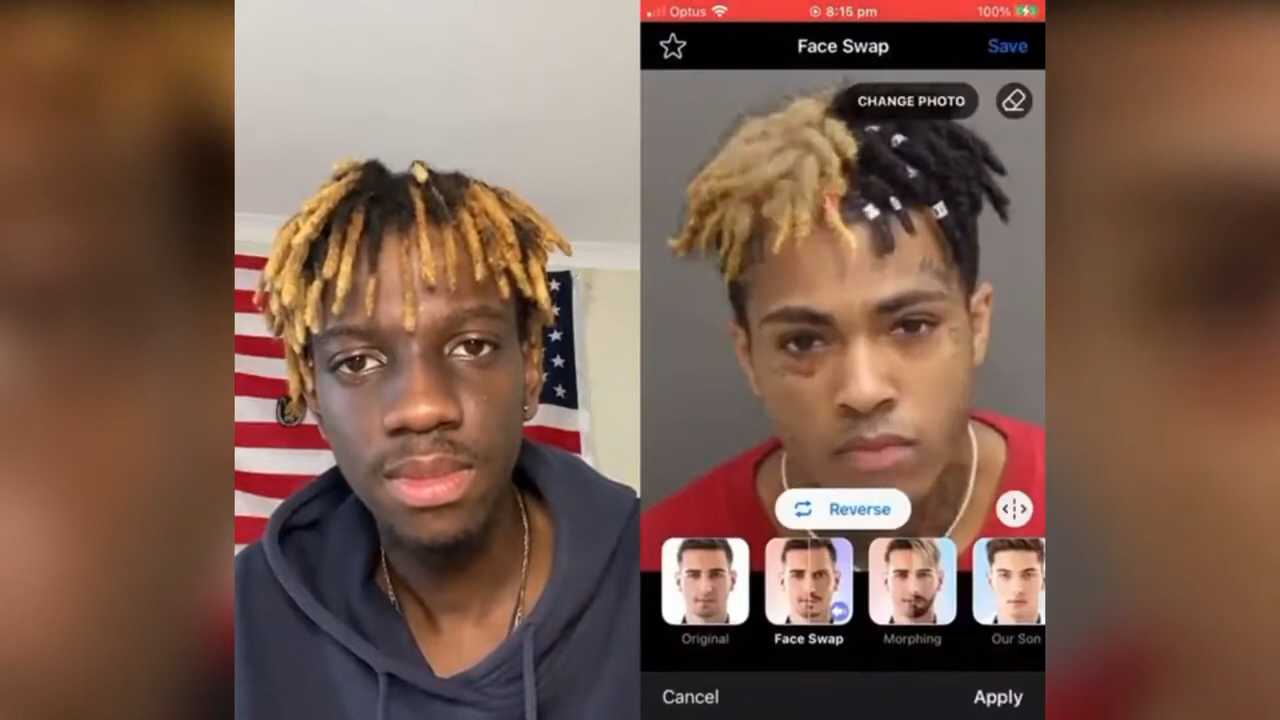 Optus 8:15 pm 100%
Face Swap Save
CHANGE PHOTO
Reverse
Original Face Swap Morphing Our Son
Cancel Apply